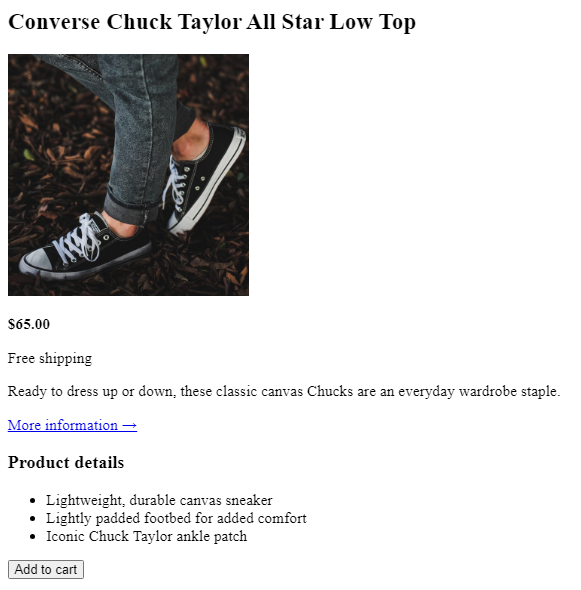 Converse Chuck Taylor All Star Low Top
$65.00
Free shipping
Ready to dress up or down, these classic canvas Chucks are an everyday wardrobe staple.
More information →
Product details
• Lightweight, durable canvas sneaker
• Lightly padded footbed for added comfort
• Iconic Chuck Taylor ankle patch
Add to cart